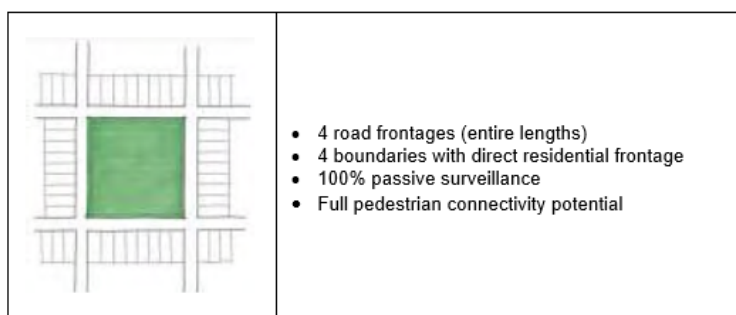 • 4 road frontages (entire lengths)
• 4 boundaries with direct residential frontage
• 100% passive surveillance
• Full pedestrian connectivity potential